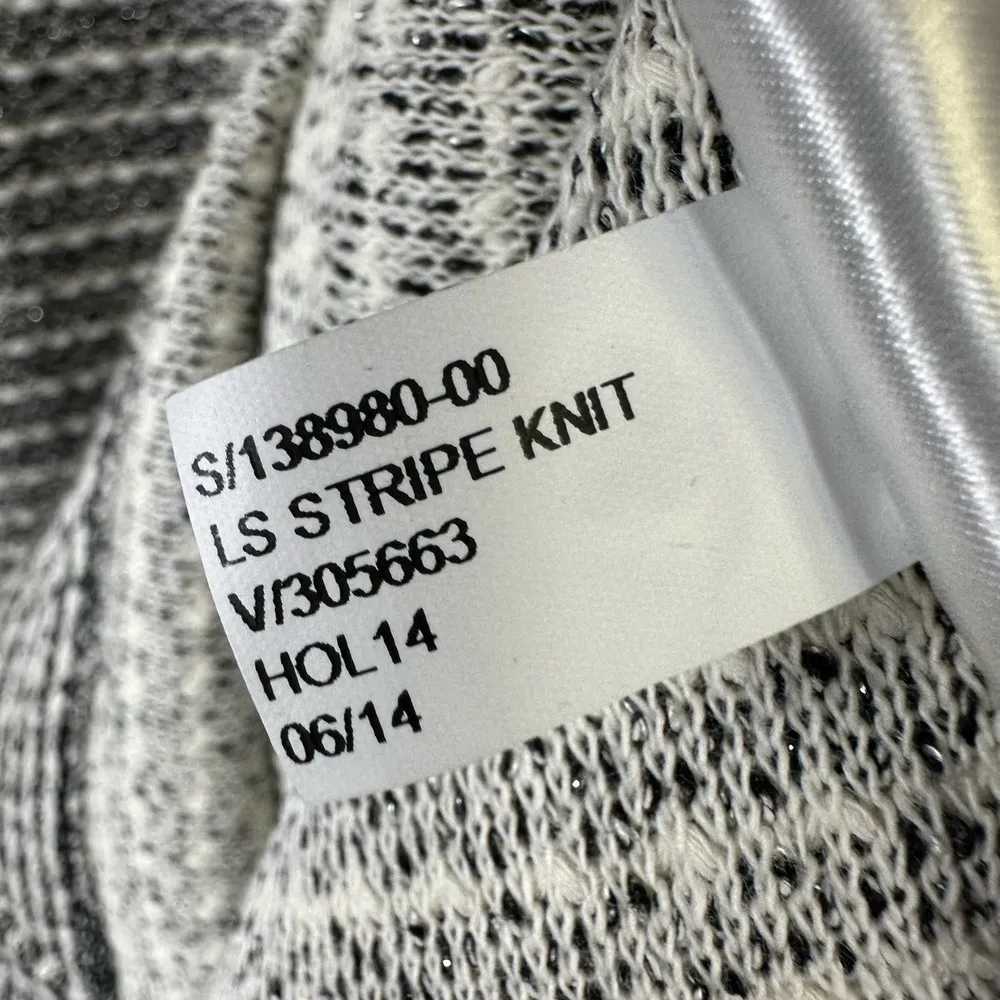 S/138980-00
LS STRIPE KNIT
V/305663
HOL14
06/14